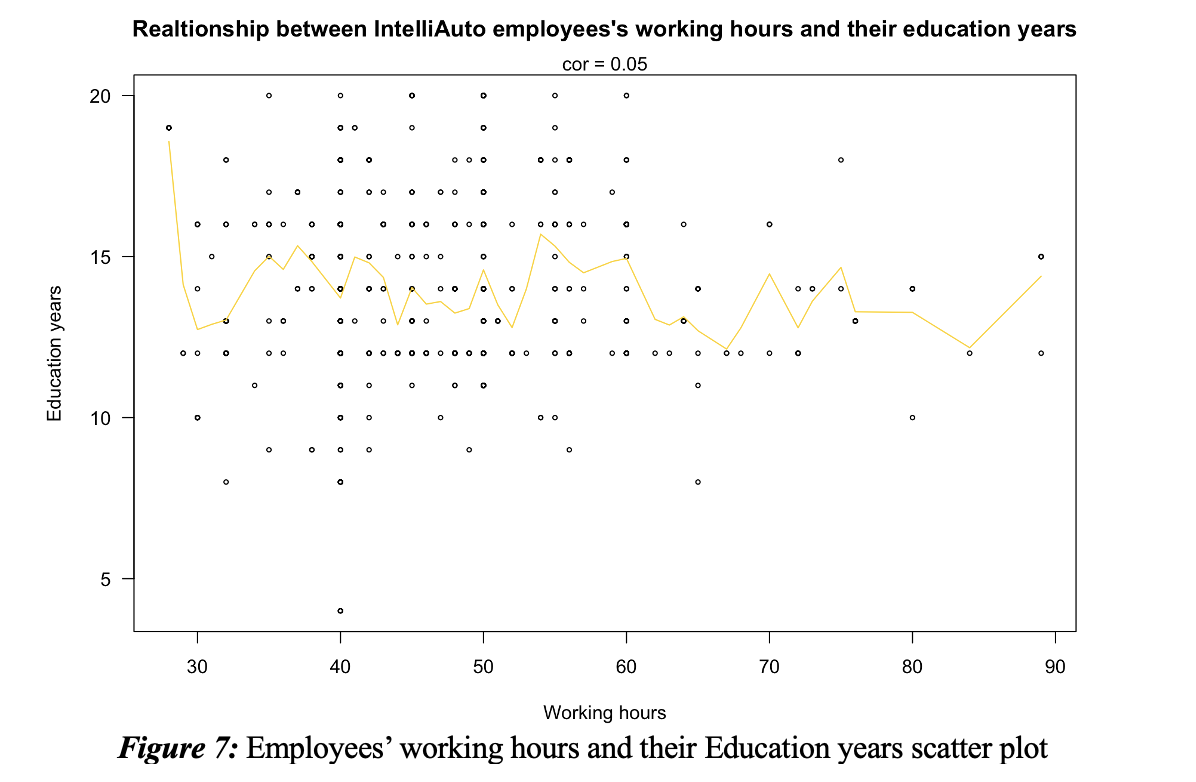 Realtionship between IntelliAuto employees's working hours and their education years
cor = 0.05
20
15
10
5
Education years
30 40 50 60 70 80 90
Working hours
Figure 7: Employees’ working hours and their Education years scatter plot